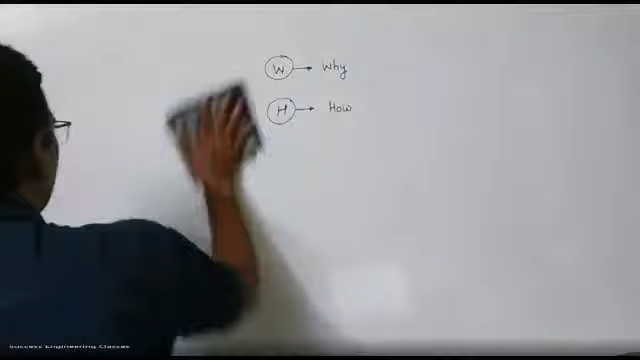 W → Why
H → How
Success Engineering Classes